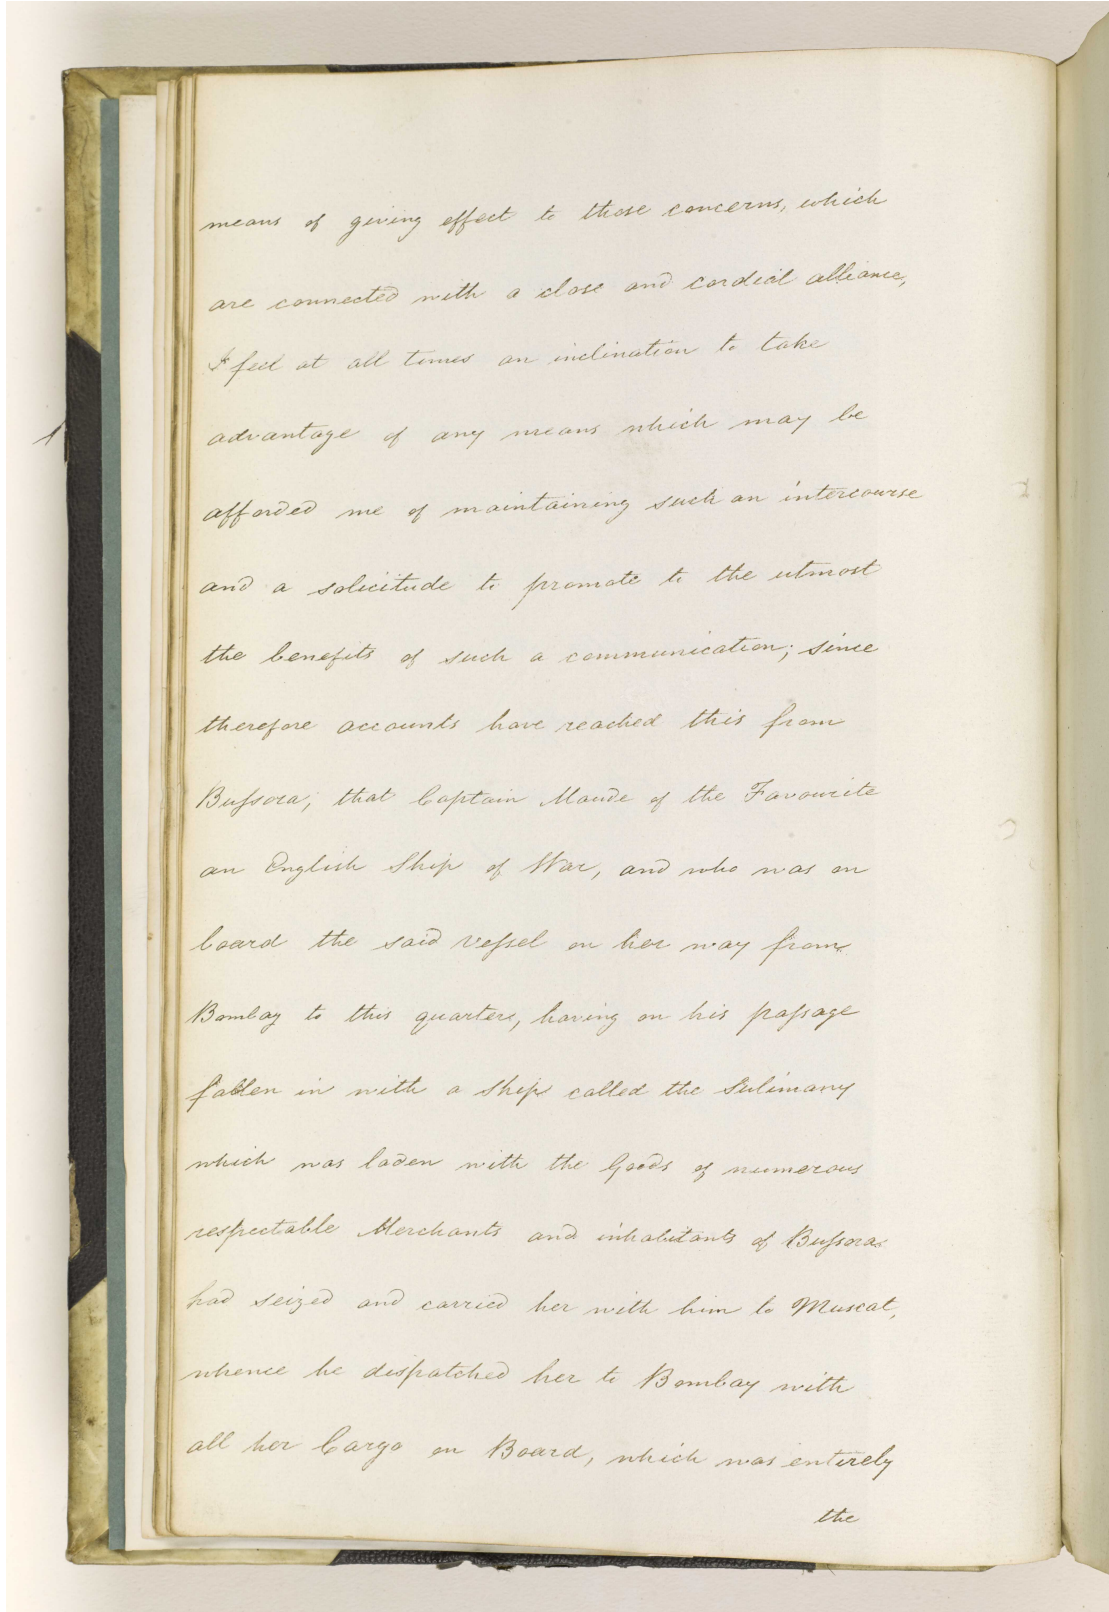 means of giving effect to those concerns, which
are connected with a close and cordial alliance,
I feel at all times an inclination to take
advantage of any means which may be
afforded me of maintaining such an intercourse
and a solicitude to promote to the utmost
the benefits of such a communication; since
therefore accounts have reached this from
Bussora; that Captain Maude of the Favourite
an English Ship of War, and who was on
board the said vessel on her way from
Bombay to this quarters, having on his passage
fallen in with a Ship called the Sulimany
which was laden with the Goods of numerous
respectable Merchants and inhabitants of Bussora
had seized and carried her with him to Muscat,
whence he dispatched her to Bombay with
all her Cargo on Board, which was entirely
the